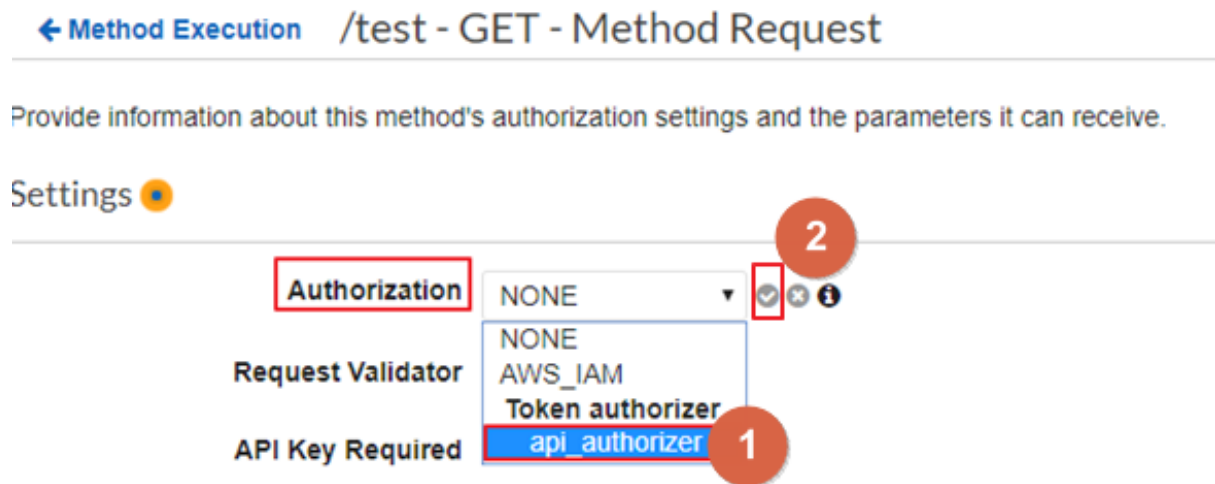 Method Execution /test - GET - Method Request
Provide information about this method's authorization settings and the parameters it can receive.
Settings
2
Authorization NONE
NONE
Request Validator AWS_IAM
Token authorizer
API Key Required api_authorizer 1